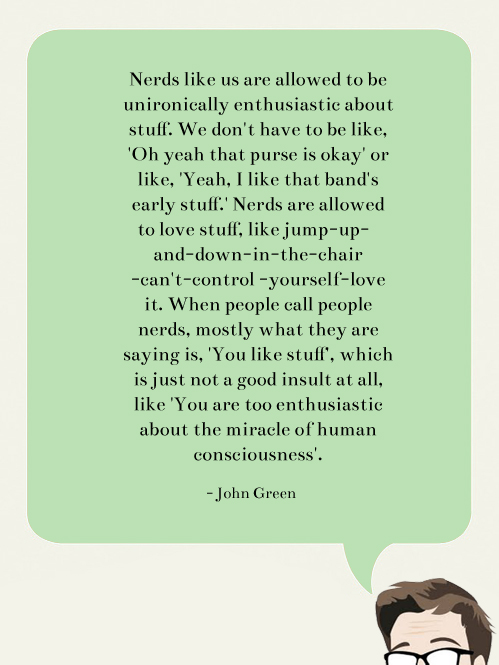 Nerds like us are allowed to be
unironically enthusiastic about
stuff. We don't have to be like,
'Oh yeah that purse is okay' or
like, 'Yeah, I like that band's
early stuff.' Nerds are allowed
to love stuff, like jump-up-
and-down-in-the-chair
-can't-control -yourself-love
it. When people call people
nerds, mostly what they are
saying is, 'You like stuff', which
is just not a good insult at all,
like 'You are too enthusiastic
about the miracle of human
consciousness'.
- John Green